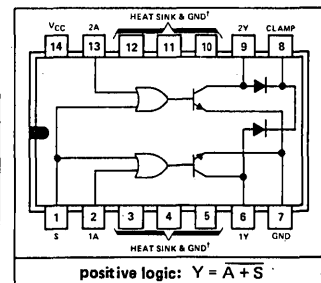 HEAT SINK & GND†
VCC 2A 2Y CLAMP
14 13 12 11 10 9 8
1 2 3 4 5 6 7
S 1A 1Y GND
HEAT SINK & GND†
positive logic: Y = \overline{A + S}